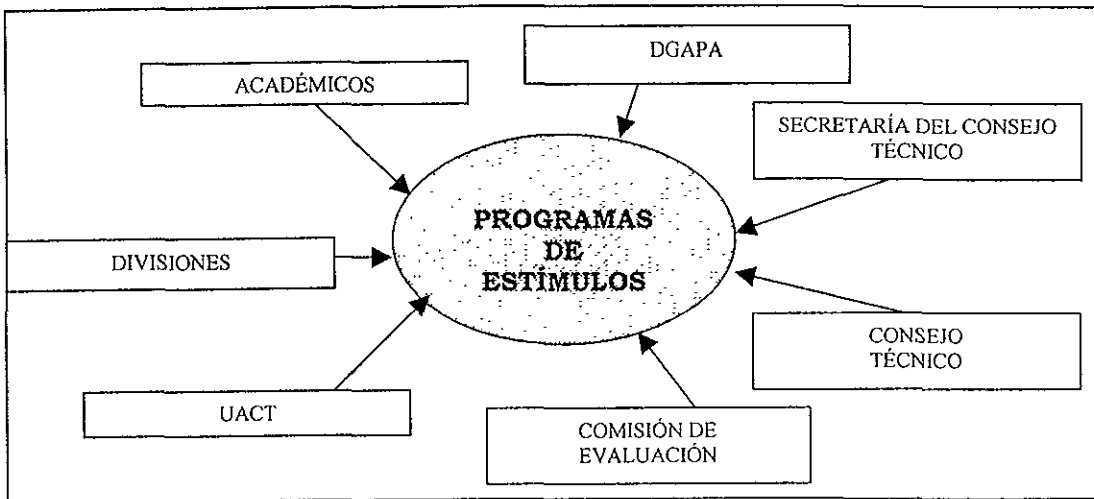 DGAPA
ACADÉMICOS
SECRETARÍA DEL CONSEJO
TÉCNICO
PROGRAMAS
DE
ESTÍMULOS
DIVISIONES
CONSEJO
TÉCNICO
UACT
COMISIÓN DE
EVALUACIÓN